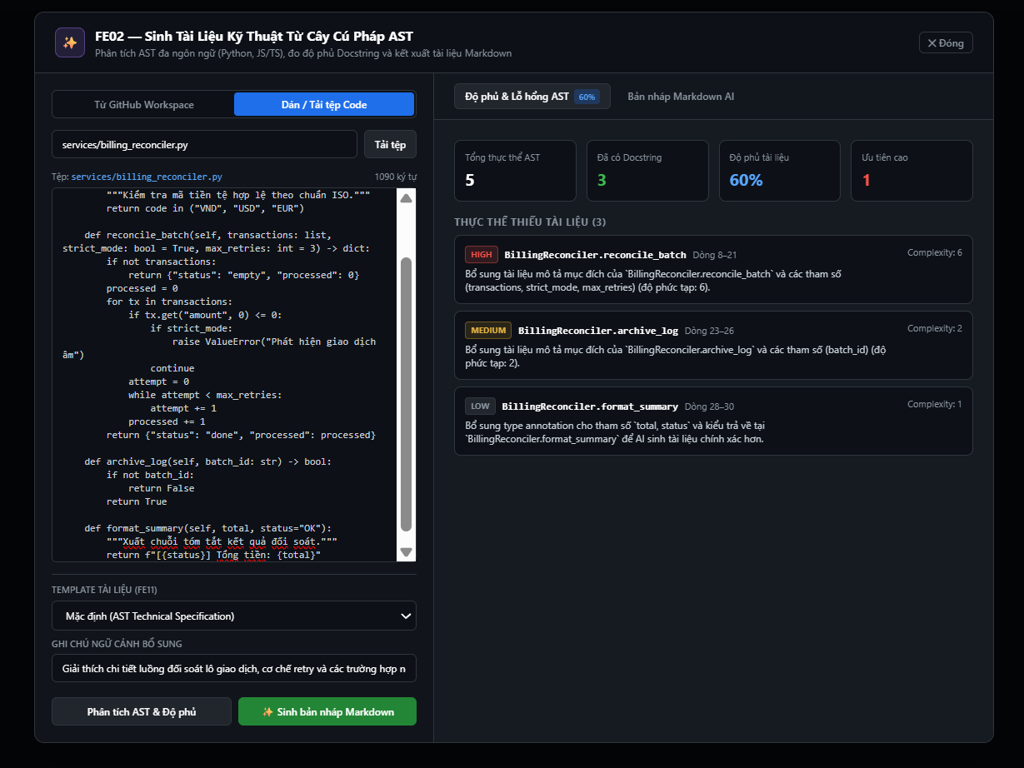 FE02 — Sinh Tài Liệu Kỹ Thuật Từ Cây Cú Pháp AST
Phân tích AST đa ngôn ngữ (Python, JS/TS), đo độ phủ Docstring và kết xuất tài liệu Markdown
✕ Đóng
Từ GitHub Workspace
Dán / Tải tệp Code
services/billing_reconciler.py
Tải tệp
Tệp: services/billing_reconciler.py
1090 ký tự
"""Kiểm tra mã tiền tệ hợp lệ theo chuẩn ISO."""
return code in ("VND", "USD", "EUR")
def reconcile_batch(self, transactions: list,
strict_mode: bool = True, max_retries: int = 3) -> dict:
if not transactions:
return {"status": "empty", "processed": 0}
processed = 0
for tx in transactions:
if tx.get("amount", 0) <= 0:
if strict_mode:
raise ValueError("Phát hiện giao dịch
âm")
continue
attempt = 0
while attempt < max_retries:
attempt += 1
processed += 1
return {"status": "done", "processed": processed}
def archive_log(self, batch_id: str) -> bool:
if not batch_id:
return False
return True
def format_summary(self, total, status="OK"):
"""Xuất chuỗi tóm tắt kết quả đối soát."""
return f"[{status}] Tổng tiền: {total}"
TEMPLATE TÀI LIỆU (FE11)
Mặc định (AST Technical Specification)
GHI CHÚ NGỮ CẢNH BỔ SUNG
Giải thích chi tiết luồng đối soát lô giao dịch, cơ chế retry và các trường hợp n
Phân tích AST & Độ phủ
✨ Sinh bản nháp Markdown
Độ phủ & Lỗ hổng AST 60%
Bản nháp Markdown AI
Tổng thực thể AST
5
Đã có Docstring
3
Độ phủ tài liệu
60%
Ưu tiên cao
1
THỰC THỂ THIẾU TÀI LIỆU (3)
HIGH BillingReconciler.reconcile_batch Dòng 8–21
Complexity: 6
Bổ sung tài liệu mô tả mục đích của `BillingReconciler.reconcile_batch` và các tham số
(transactions, strict_mode, max_retries) (độ phức tạp: 6).
MEDIUM BillingReconciler.archive_log Dòng 23–26
Complexity: 2
Bổ sung tài liệu mô tả mục đích của `BillingReconciler.archive_log` và các tham số (batch_id) (độ
phức tạp: 2).
LOW BillingReconciler.format_summary Dòng 28–30
Complexity: 1
Bổ sung type annotation cho tham số `total, status` và kiểu trả về tại
`BillingReconciler.format_summary` để AI sinh tài liệu chính xác hơn.